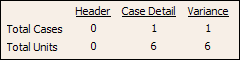 Header Case Detail Variance
Total Cases 0 1 1
Total Units 0 6 6